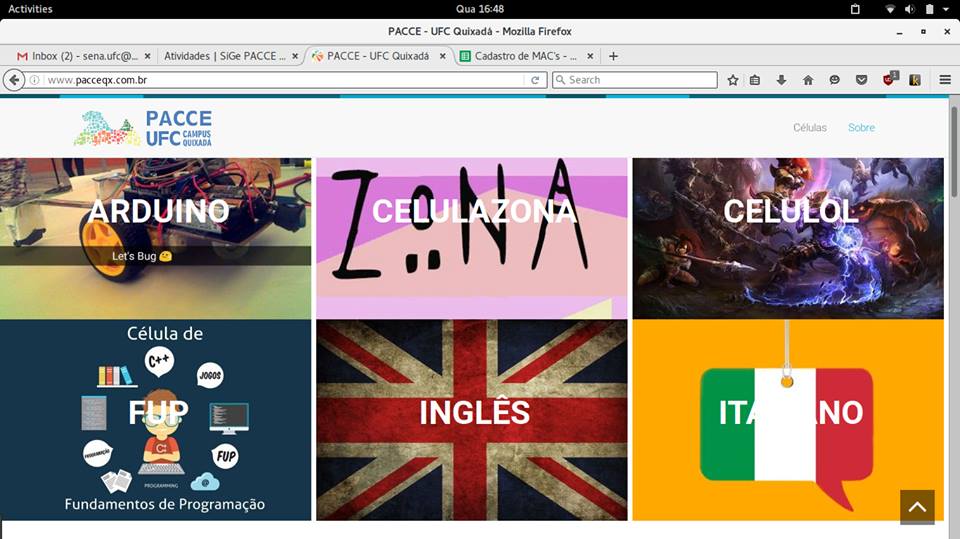 Activities
Qua 16:48
PACCE - UFC Quixadá - Mozilla Firefox
Inbox (2) - sena.ufc@...
Atividades | SiGe PACCE ...
PACCE - UFC Quixadá
Cadastro de MAC's - ...
www.pacceqx.com.br
Search
1
PACCE
UFC CAMPUS QUIXADÁ
Células
Sobre
ARDUINO
Let's Bug
ZONA
CELULAZONA
CELULOL
Célula de
C++
JOGOS
FUP
PROGRAMAÇÃO
FUP
PROGRAMMING
Fundamentos de Programação
INGLÊS
ITALIANO